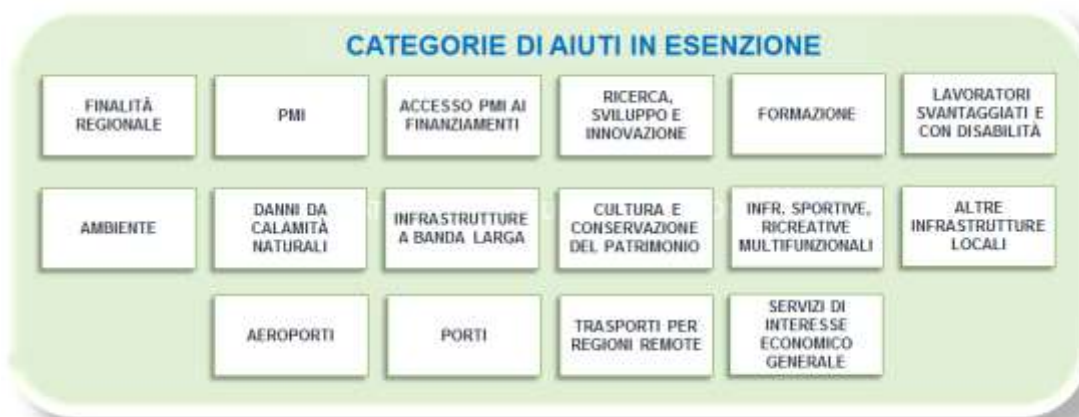 CATEGORIE DI AIUTI IN ESENZIONE
FINALITÀ
REGIONALE
PMI
ACCESSO PMI AI
FINANZIAMENTI
RICERCA,
SVILUPPO E
INNOVAZIONE
FORMAZIONE
LAVORATORI
SVANTAGGIATI E
CON DISABILITÀ
AMBIENTE
DANNI DA
CALAMITÀ
NATURALI
INFRASTRUTTURE
A BANDA LARGA
CULTURA E
CONSERVAZIONE
DEL PATRIMONIO
INFR. SPORTIVE,
RICREATIVE
MULTIFUNZIONALI
ALTRE
INFRASTRUTTURE
LOCALI
AEROPORTI
PORTI
TRASPORTI PER
REGIONI REMOTE
SERVIZI DI
INTERESSE
ECONOMICO
GENERALE